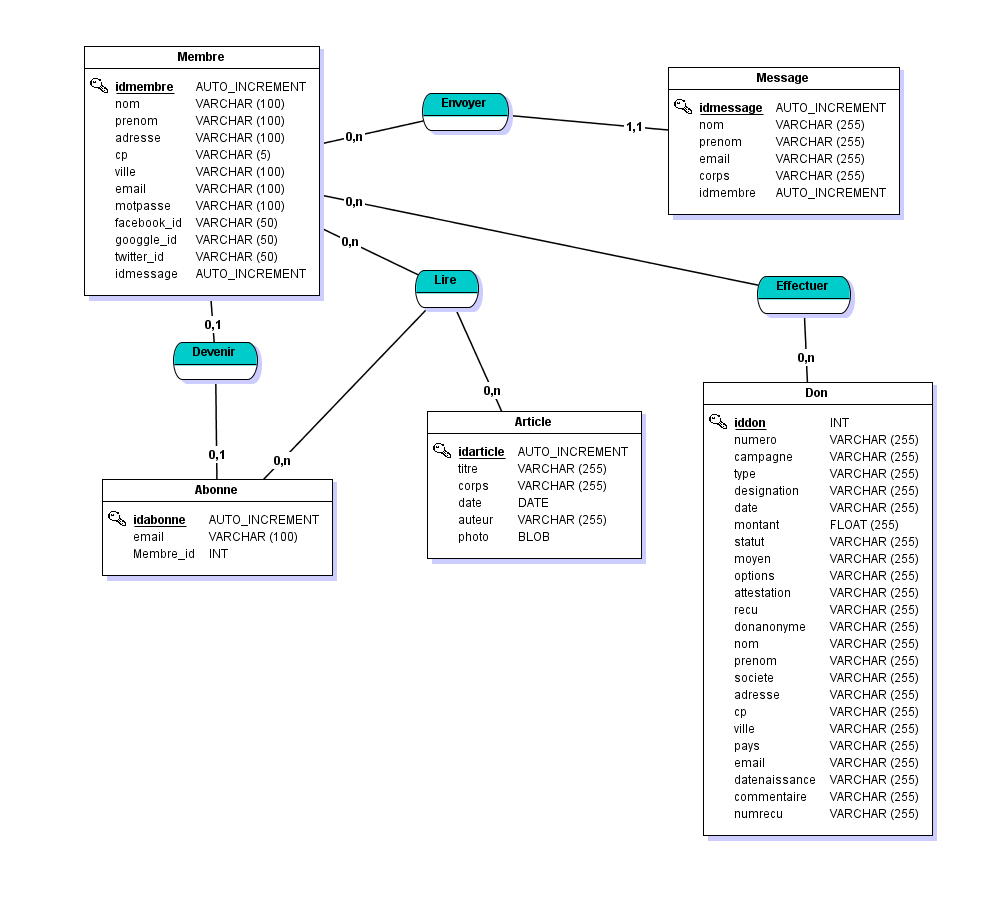 Membre
idmembre AUTO_INCREMENT
nom VARCHAR (100)
prenom VARCHAR (100)
adresse VARCHAR (100)
cp VARCHAR (5)
ville VARCHAR (100)
email VARCHAR (100)
motpasse VARCHAR (100)
facebook_id VARCHAR (50)
googgle_id VARCHAR (50)
twitter_id VARCHAR (50)
idmessage AUTO_INCREMENT
Envoyer
0,n
1,1
Message
idmessage AUTO_INCREMENT
nom VARCHAR (255)
prenom VARCHAR (255)
email VARCHAR (255)
corps VARCHAR (255)
idmembre AUTO_INCREMENT
0,n
0,n
Lire
Effectuer
0,1
Devenir
0,n
0,n
0,1
0,n
Article
idarticle AUTO_INCREMENT
titre VARCHAR (255)
corps VARCHAR (255)
date DATE
auteur VARCHAR (255)
photo BLOB
Abonne
idabonne AUTO_INCREMENT
email VARCHAR (100)
Membre_id INT
Don
iddon INT
numero VARCHAR (255)
campagne VARCHAR (255)
type VARCHAR (255)
designation VARCHAR (255)
date VARCHAR (255)
montant FLOAT (255)
statut VARCHAR (255)
moyen VARCHAR (255)
options VARCHAR (255)
attestation VARCHAR (255)
recu VARCHAR (255)
donanonyme VARCHAR (255)
nom VARCHAR (255)
prenom VARCHAR (255)
societe VARCHAR (255)
adresse VARCHAR (255)
cp VARCHAR (255)
ville VARCHAR (255)
pays VARCHAR (255)
email VARCHAR (255)
datenaissance VARCHAR (255)
commentaire VARCHAR (255)
numrecu VARCHAR (255)